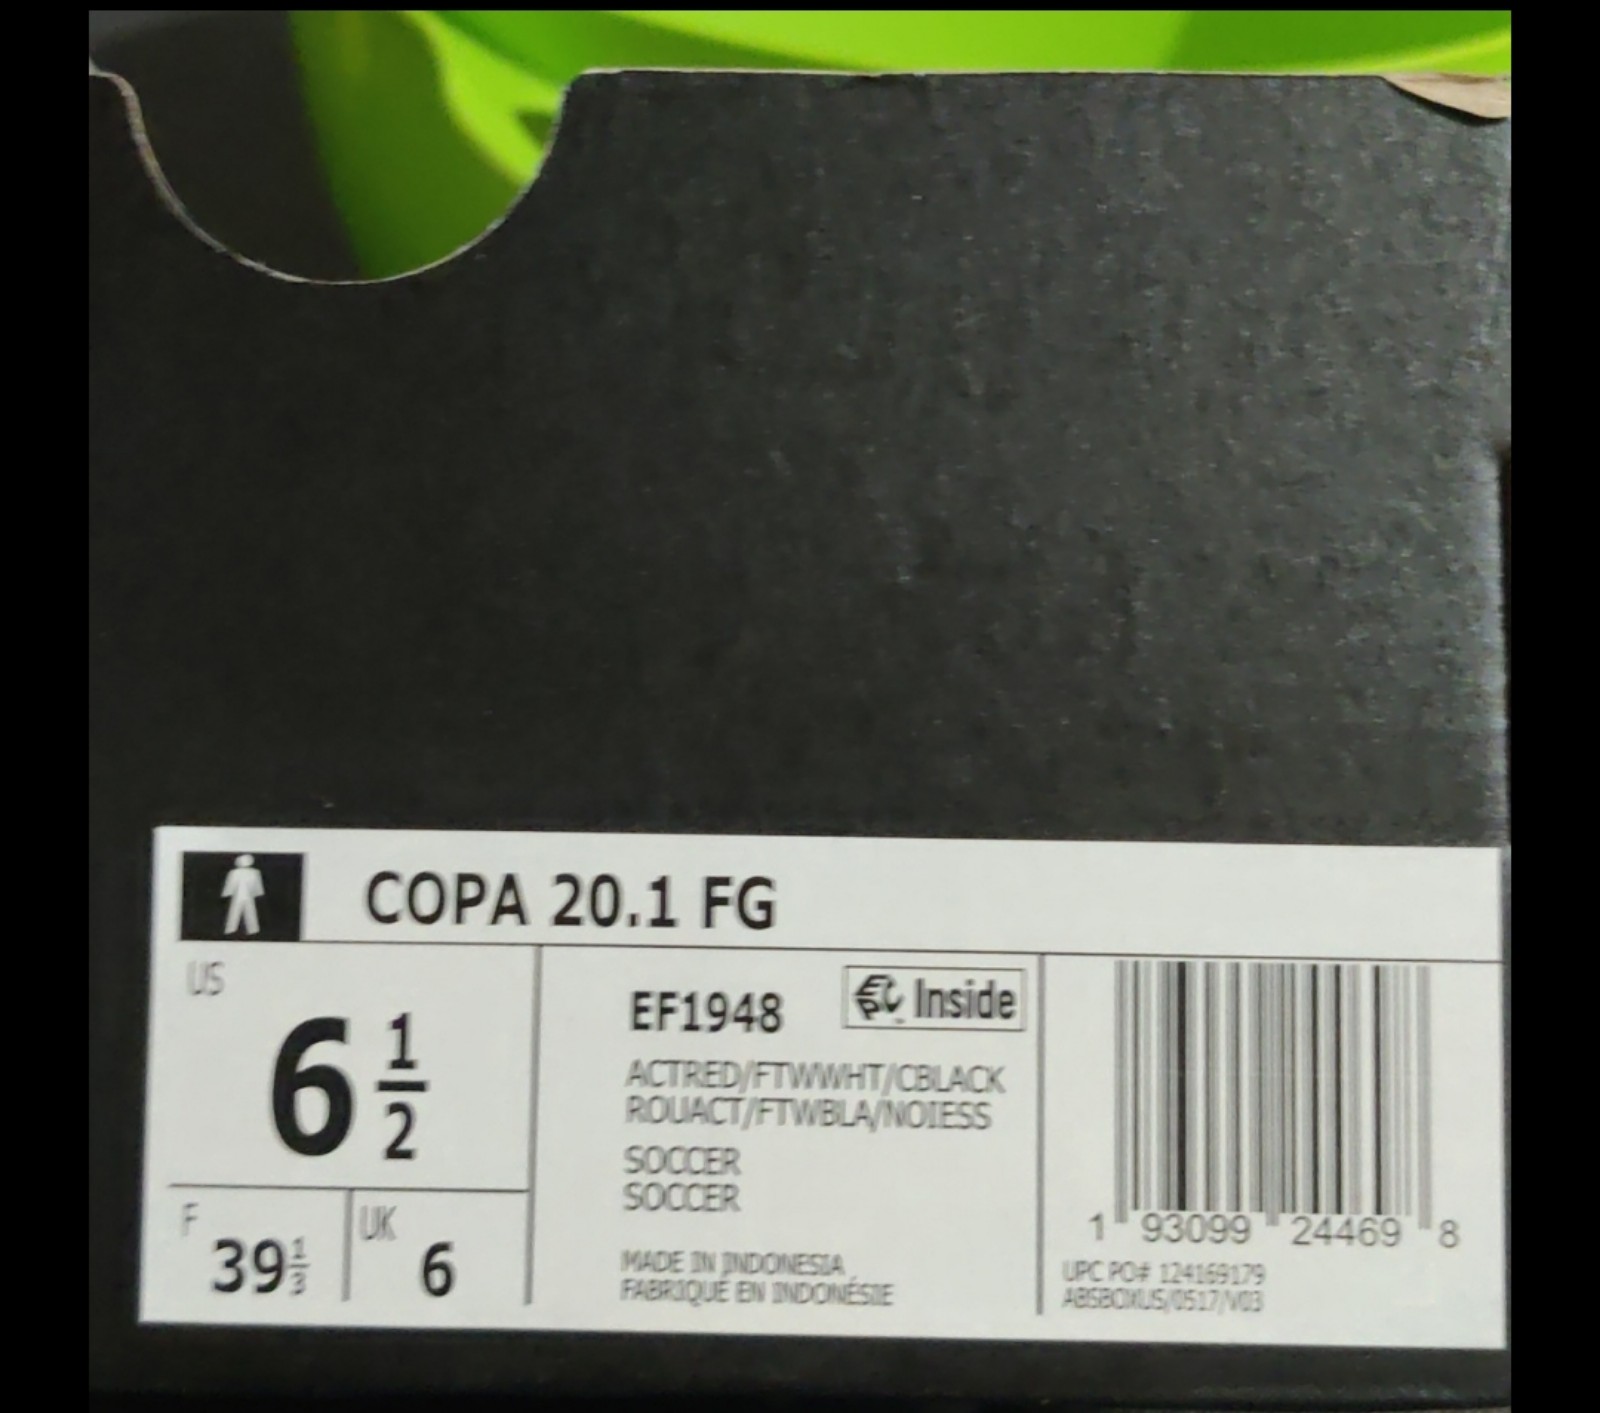 COPA 20.1 FG
US
6 1/2
F
39 1/3
UK
6
EF1948
EPC Inside
ACTRED/FTWWHT/CBLACK
ROUACT/FTWBLA/NOIESS
SOCCER
SOCCER
MADE IN INDONESIA
FABRIQUÉ EN INDONÉSIE
1 93099 24469 8
UPC PO# 124169179
ABSBOXUS/0517/V03